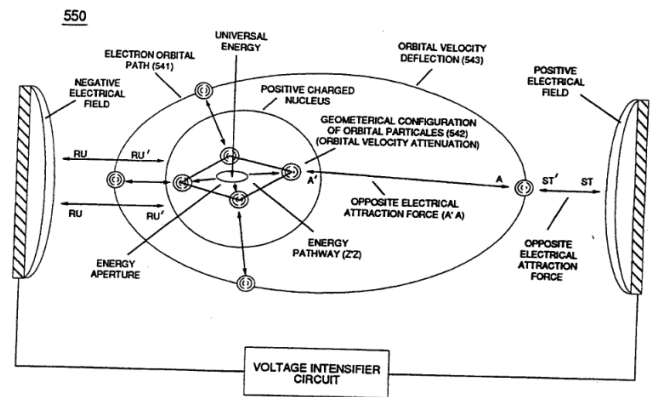 550
UNIVERSAL
ENERGY
ELECTRON ORBITAL
PATH (541)
ORBITAL VELOCITY
DEFLECTION (543)
NEGATIVE
ELECTRICAL
FIELD
POSITIVE
ELECTRICAL
FIELD
POSITIVE CHARGED
NUCLEUS
GEOMETERICAL CONFIGURATION
OF ORBITAL PARTICALES (542)
(ORBITAL VELOCITY ATTENUATION)
RU
RU'
A'
A
ST'
ST
RU
RU'
OPPOSITE ELECTRICAL
ATTRACTION FORCE (A' A)
ENERGY
APERTURE
ENERGY
PATHWAY (Z'Z)
OPPOSITE
ELECTRICAL
ATTRACTION
FORCE
VOLTAGE INTENSIFIER
CIRCUIT